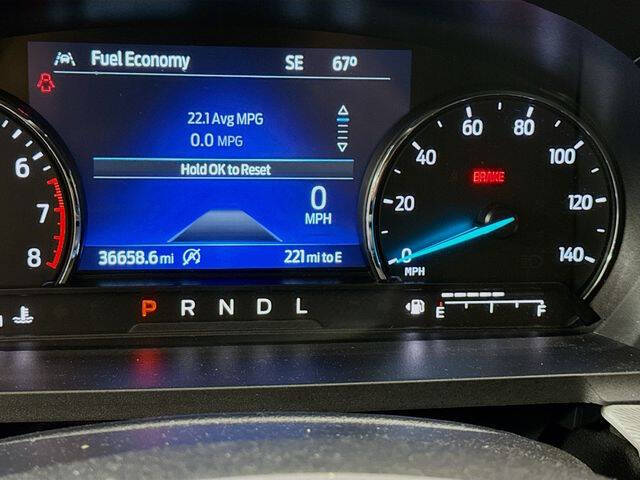 Fuel Economy SE 67°
22.1 Avg MPG
0.0 MPG
Hold OK to Reset
0
MPH
36658.6 mi 221 mi to E
6
7
8
0 20 40 60 80 100 120 140
BRAKE
MPH
P R N D L
E F